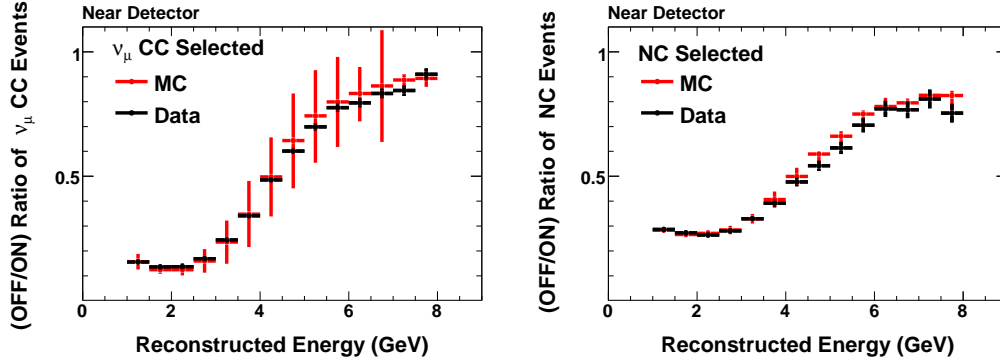 Near Detector
(OFF/ON) Ratio of νμ CC Events
νμ CC Selected
MC
Data
1
0.5
0 2 4 6 8
Reconstructed Energy (GeV)
Near Detector
(OFF/ON) Ratio of NC Events
NC Selected
MC
Data
1
0.5
0 2 4 6 8
Reconstructed Energy (GeV)